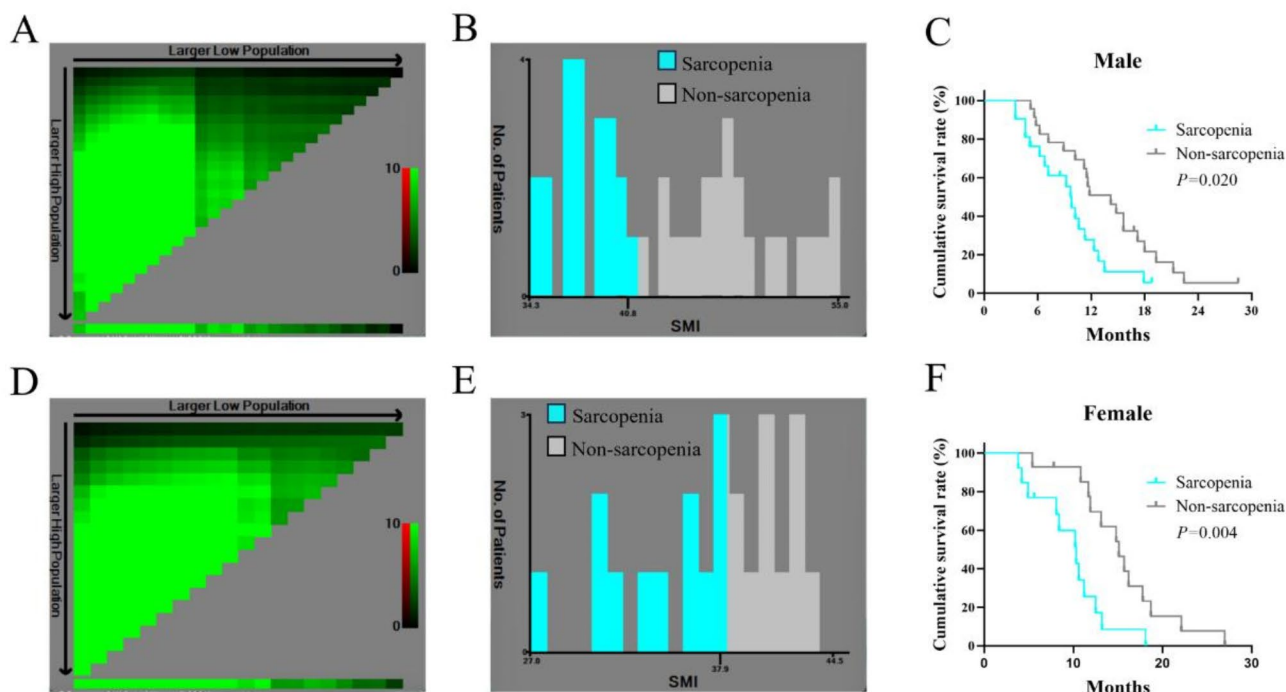 A
Larger Low Population
Larger High Population
10
0
B
4
No. of Patients
0
Sarcopenia
Non-sarcopenia
34.3
40.8
55.0
SMI
C
Male
Cumulative survival rate (%)
100
80
60
40
20
0
Sarcopenia
Non-sarcopenia
P=0.020
0 6 12 18 24 30
Months
D
Larger Low Population
Larger High Population
10
0
E
3
No. of Patients
0
Sarcopenia
Non-sarcopenia
27.0
37.9
44.5
SMI
F
Female
Cumulative survival rate (%)
100
80
60
40
20
0
Sarcopenia
Non-sarcopenia
P=0.004
0 10 20 30
Months